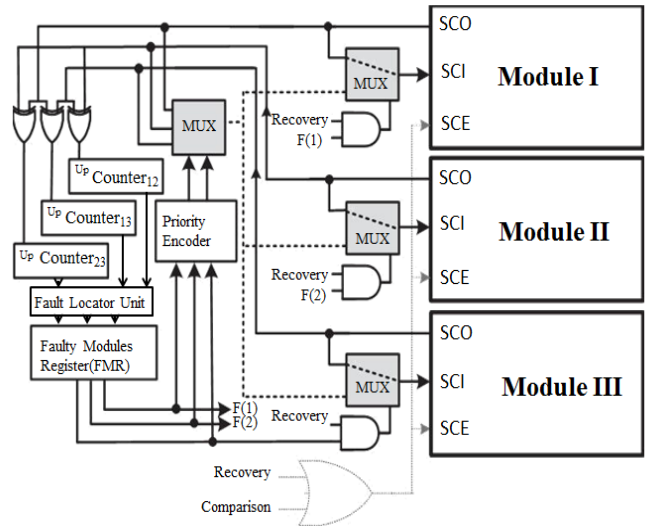 SCO
Module I
SCI
SCE
MUX
Recovery
F(1)
MUX
Up Counter12
Up Counter13
Up Counter23
Priority
Encoder
SCO
Module II
SCI
SCE
MUX
Recovery
F(2)
Fault Locator Unit
Faulty Modules
Register(FMR)
SCO
Module III
SCI
SCE
MUX
F(1)
F(2)
Recovery
Recovery
Comparison